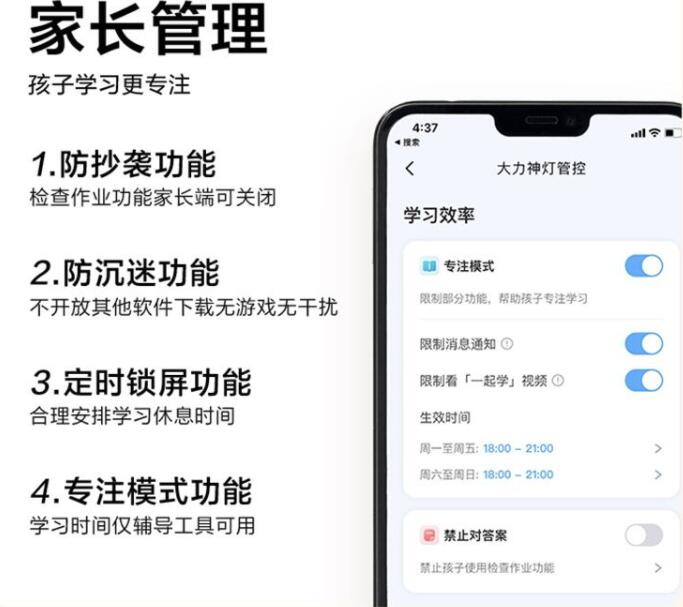 家长管理
孩子学习更专注
1.防抄袭功能
检查作业功能家长端可关闭
2.防沉迷功能
不开放其他软件下载无游戏无干扰
3.定时锁屏功能
合理安排学习休息时间
4.专注模式功能
学习时间仅辅导工具可用
4:37
搜索
大力神灯管控
学习效率
专注模式
限制部分功能，帮助孩子专注学习
限制消息通知
限制看「一起学」视频
生效时间
周一至周五: 18:00 - 21:00
周六至周日: 18:00 - 21:00
禁止对答案
禁止孩子使用检查作业功能